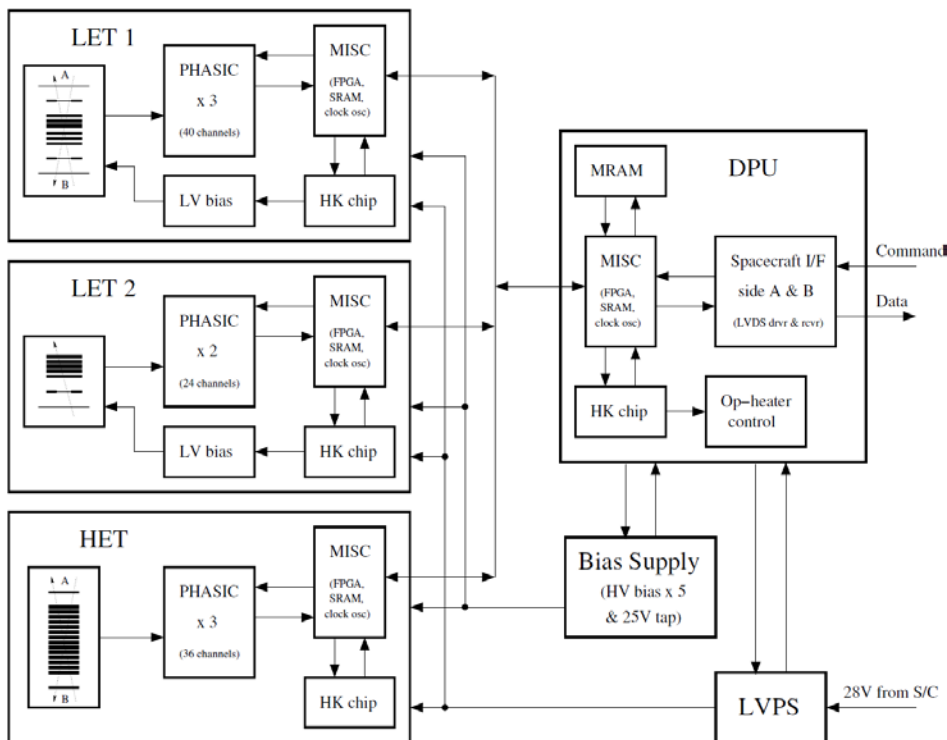 LET 1
A
B
PHASIC
x 3
(40 channels)
MISC
(FPGA,
SRAM,
clock osc)
LV bias
HK chip
LET 2
PHASIC
x 2
(24 channels)
MISC
(FPGA,
SRAM,
clock osc)
LV bias
HK chip
HET
A
B
PHASIC
x 3
(36 channels)
MISC
(FPGA,
SRAM,
clock osc)
HK chip
DPU
MRAM
MISC
(FPGA,
SRAM,
clock osc)
Spacecraft I/F
side A & B
(LVDS drvr & rcvr)
Command
Data
HK chip
Op−heater
control
Bias Supply
(HV bias x 5
& 25V tap)
LVPS
28V from S/C